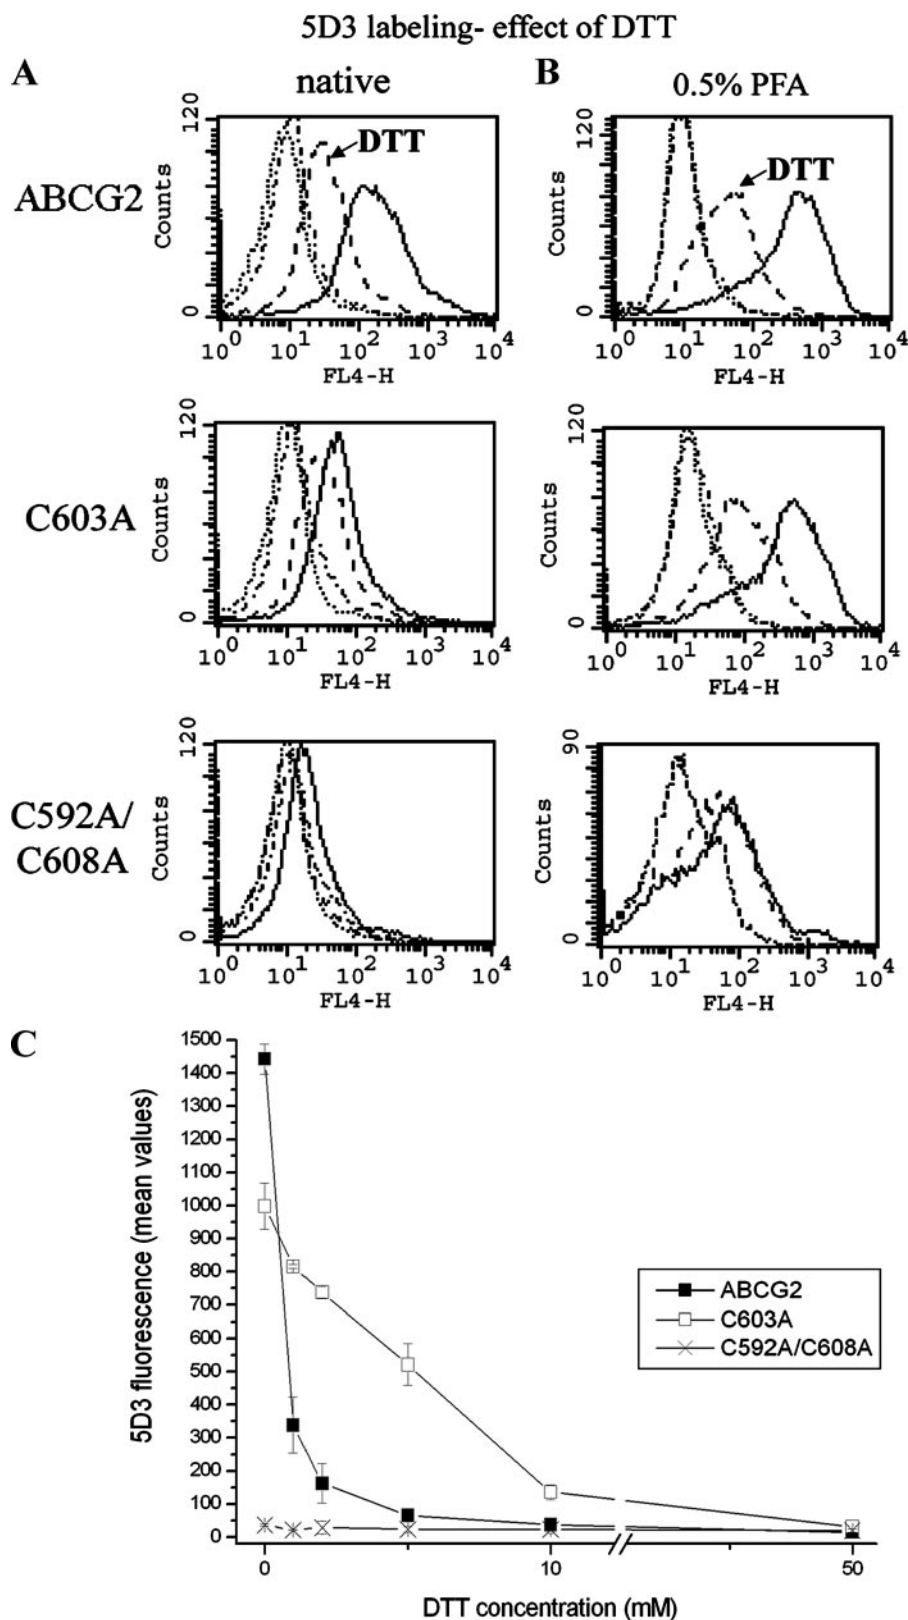 5D3 labeling- effect of DTT
A
native
B
0.5% PFA
ABCG2
Counts
120
0
DTT
10^0 10^1 10^2 10^3 10^4
FL4-H
Counts
120
0
DTT
10^0 10^1 10^2 10^3 10^4
FL4-H
C603A
Counts
120
0
10^0 10^1 10^2 10^3 10^4
FL4-H
Counts
120
0
10^0 10^1 10^2 10^3 10^4
FL4-H
C592A/
C608A
Counts
120
0
10^0 10^1 10^2 10^3 10^4
FL4-H
Counts
90
0
10^0 10^1 10^2 10^3 10^4
FL4-H
C
5D3 fluorescence (mean values)
1500
1400
1300
1200
1100
1000
900
800
700
600
500
400
300
200
100
0
ABCG2
C603A
C592A/C608A
0 10 50
DTT concentration (mM)